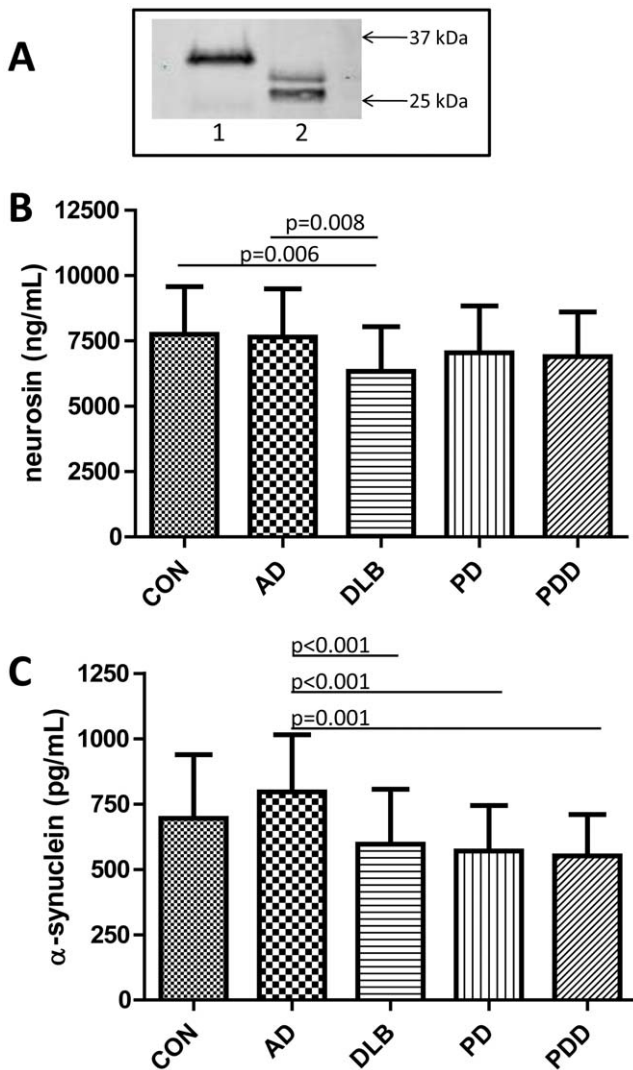 A
37 kDa
25 kDa
1 2
B
neurosin (ng/mL)
12500
10000
7500
5000
2500
0
p=0.008
p=0.006
CON AD DLB PD PDD
C
α-synuclein (pg/mL)
1250
1000
750
500
250
0
p<0.001
p<0.001
p=0.001
CON AD DLB PD PDD